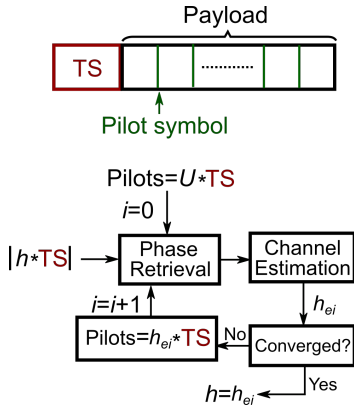 Payload
TS
Pilot symbol
Pilots=U*TS
i=0
|h*TS|
Phase Retrieval
Channel Estimation
i=i+1
h_ei
Pilots=h_ei*TS
No
Converged?
Yes
h=h_ei